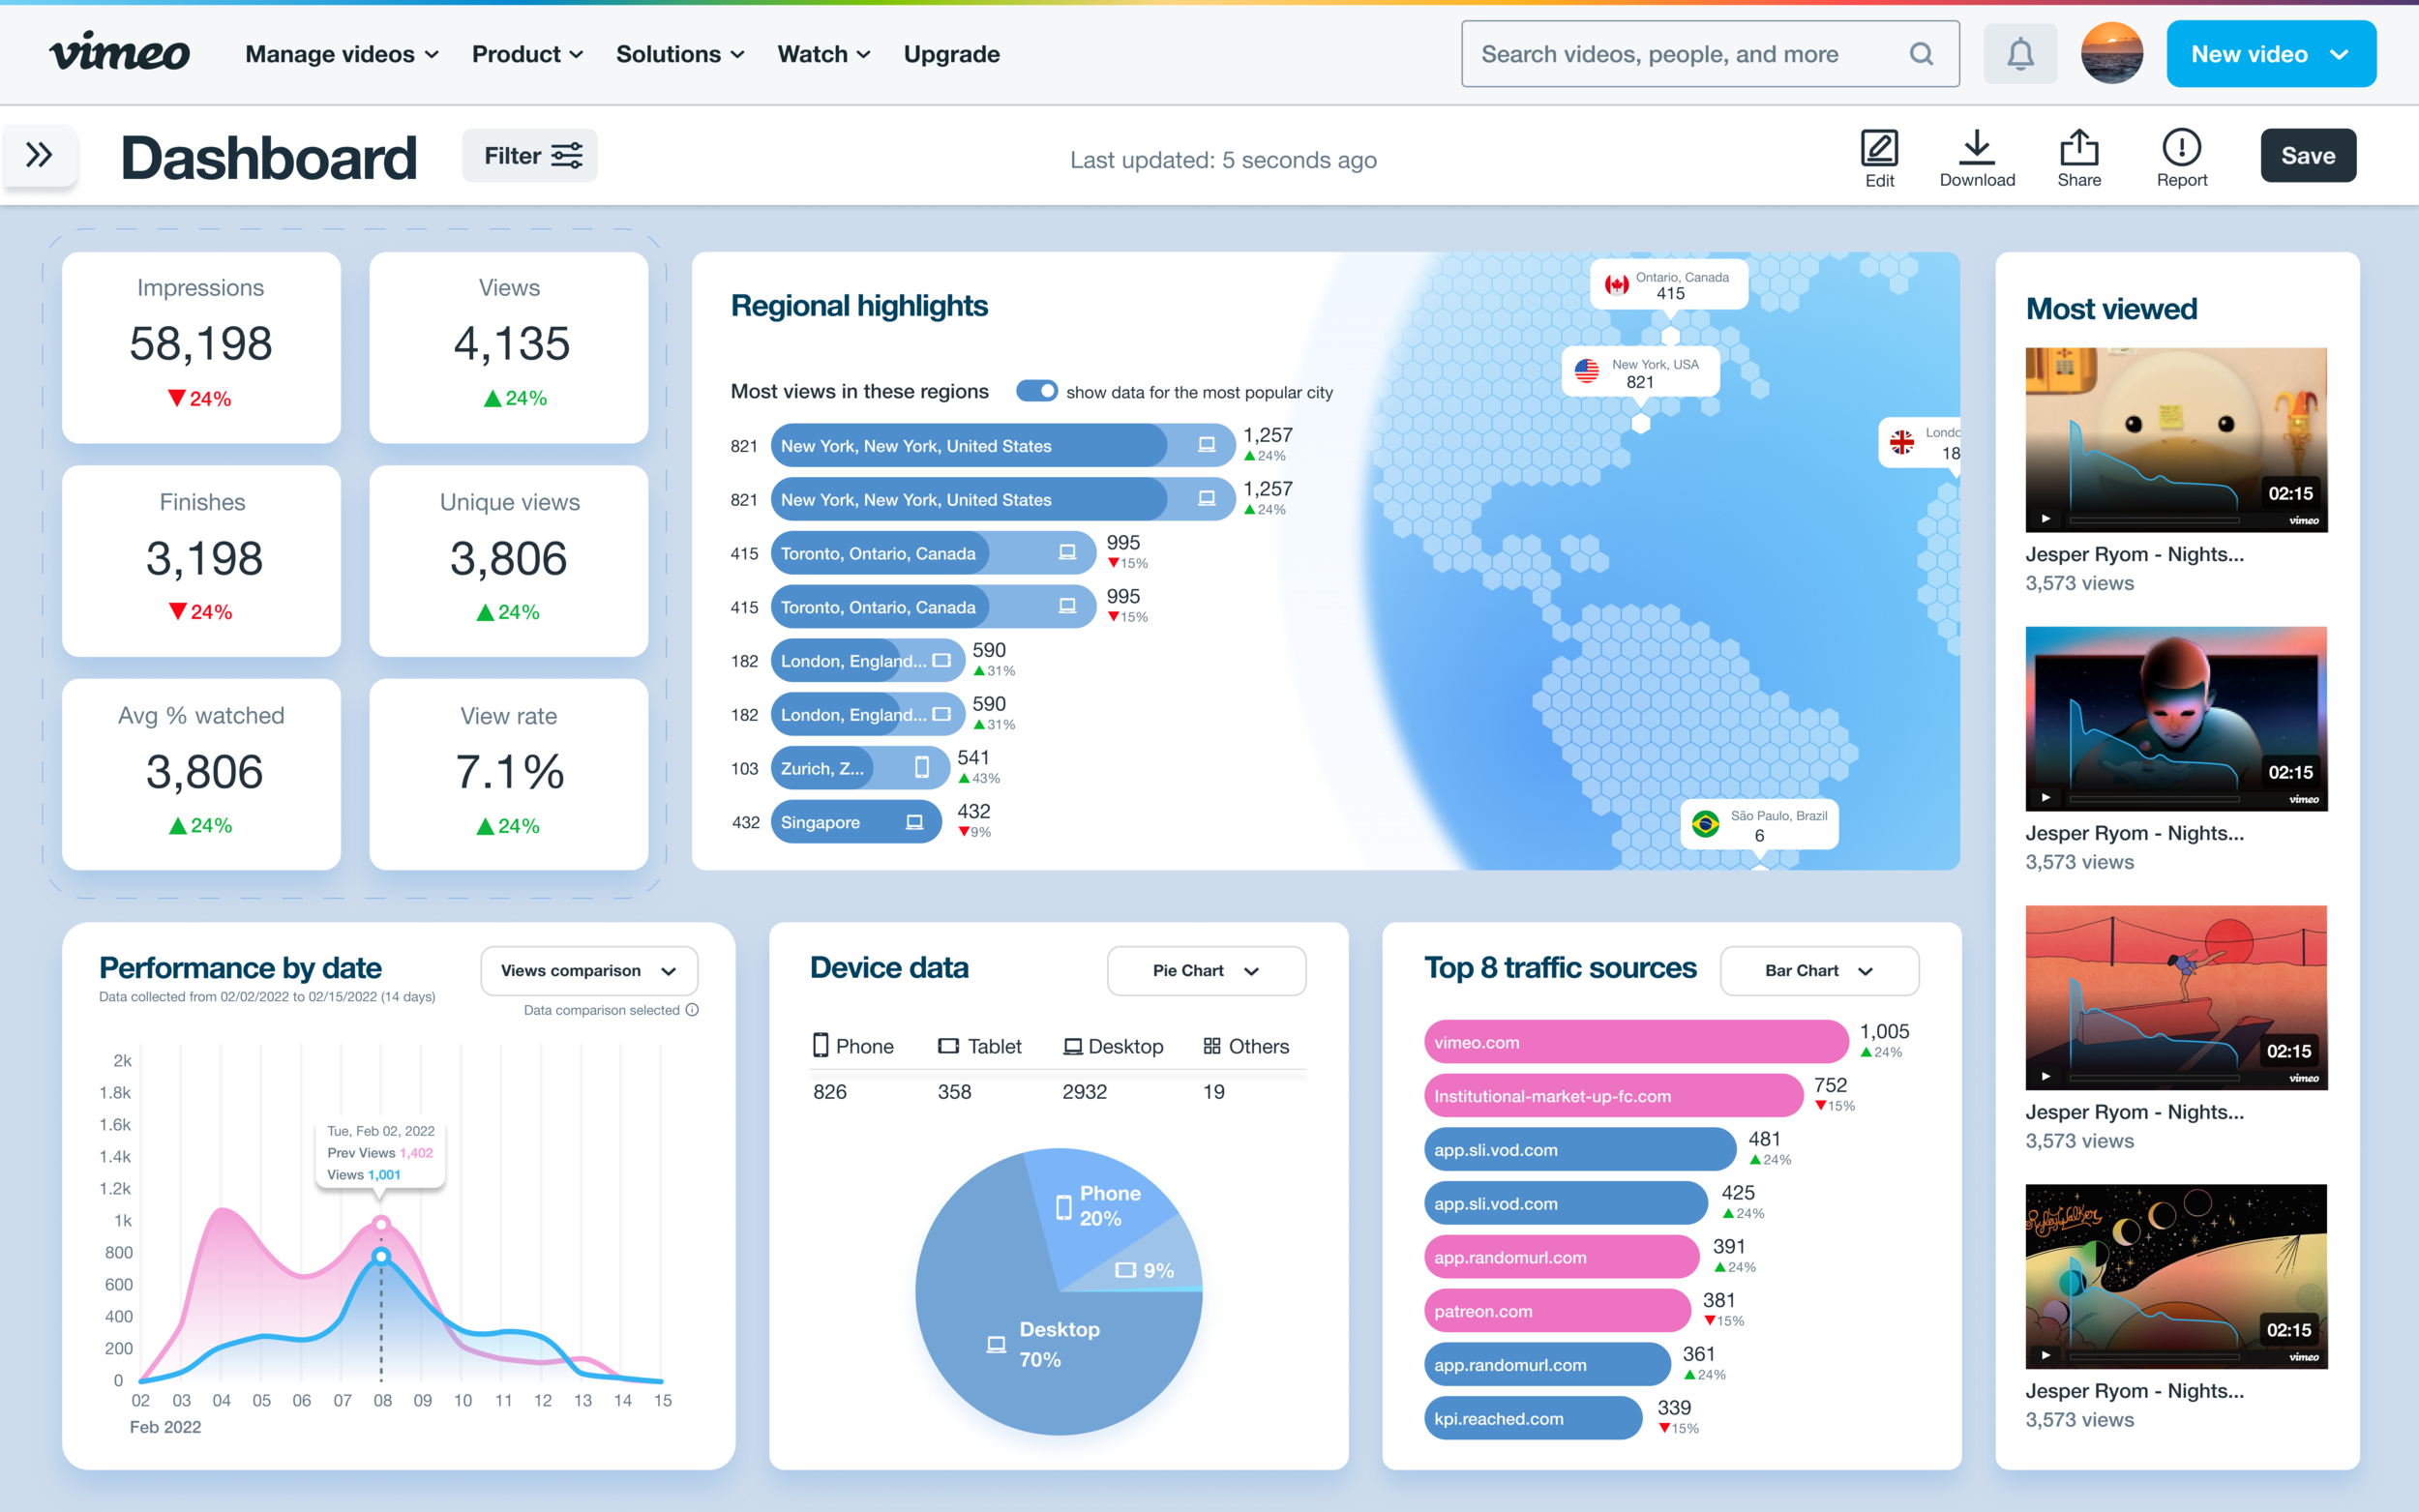 vimeo
Manage videos
Product
Solutions
Watch
Upgrade
Search videos, people, and more
New video
Dashboard
Filter
Last updated: 5 seconds ago
Edit
Download
Share
Report
Save
Impressions
58,198
▼24%
Views
4,135
▲24%
Finishes
3,198
▼24%
Unique views
3,806
▲24%
Avg % watched
3,806
▲24%
View rate
7.1%
▲24%
Regional highlights
Most views in these regions
show data for the most popular city
821 New York, New York, United States 1,257
▲24%
821 New York, New York, United States 1,257
▲24%
415 Toronto, Ontario, Canada 995
▼15%
415 Toronto, Ontario, Canada 995
▼15%
182 London, England... 590
▲31%
182 London, England... 590
▲31%
103 Zurich, Z... 541
▲43%
432 Singapore 432
▼9%
Ontario, Canada
415
New York, USA
821
Londo
18
São Paulo, Brazil
6
Most viewed
02:15
vimeo
Jesper Ryom - Nights...
3,573 views
02:15
vimeo
Jesper Ryom - Nights...
3,573 views
02:15
vimeo
Jesper Ryom - Nights...
3,573 views
02:15
vimeo
Jesper Ryom - Nights...
3,573 views
Performance by date
Data collected from 02/02/2022 to 02/15/2022 (14 days)
Views comparison
Data comparison selected
2k
1.8k
1.6k
1.4k
1.2k
1k
800
600
400
200
0
Tue, Feb 02, 2022
Prev Views 1,402
Views 1,001
02 03 04 05 06 07 08 09 10 11 12 13 14 15
Feb 2022
Device data
Pie Chart
Phone Tablet Desktop Others
826 358 2932 19
Phone
20%
9%
Desktop
70%
Top 8 traffic sources
Bar Chart
vimeo.com 1,005
▲24%
Institutional-market-up-fc.com 752
▼15%
app.sli.vod.com 481
▲24%
app.sli.vod.com 425
▲24%
app.randomurl.com 391
▲24%
patreon.com 381
▼15%
app.randomurl.com 361
▲24%
kpi.reached.com 339
▼15%